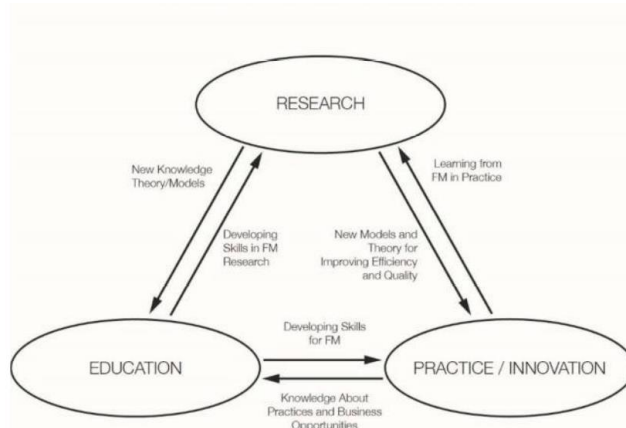 RESEARCH
New Knowledge
Theory/Models
Learning from
FM in Practice
Developing
Skills in FM
Research
New Models and
Theory for
Improving Efficiency
and Quality
EDUCATION
Developing Skills
for FM
PRACTICE / INNOVATION
Knowledge About
Practices and Business
Opportunities